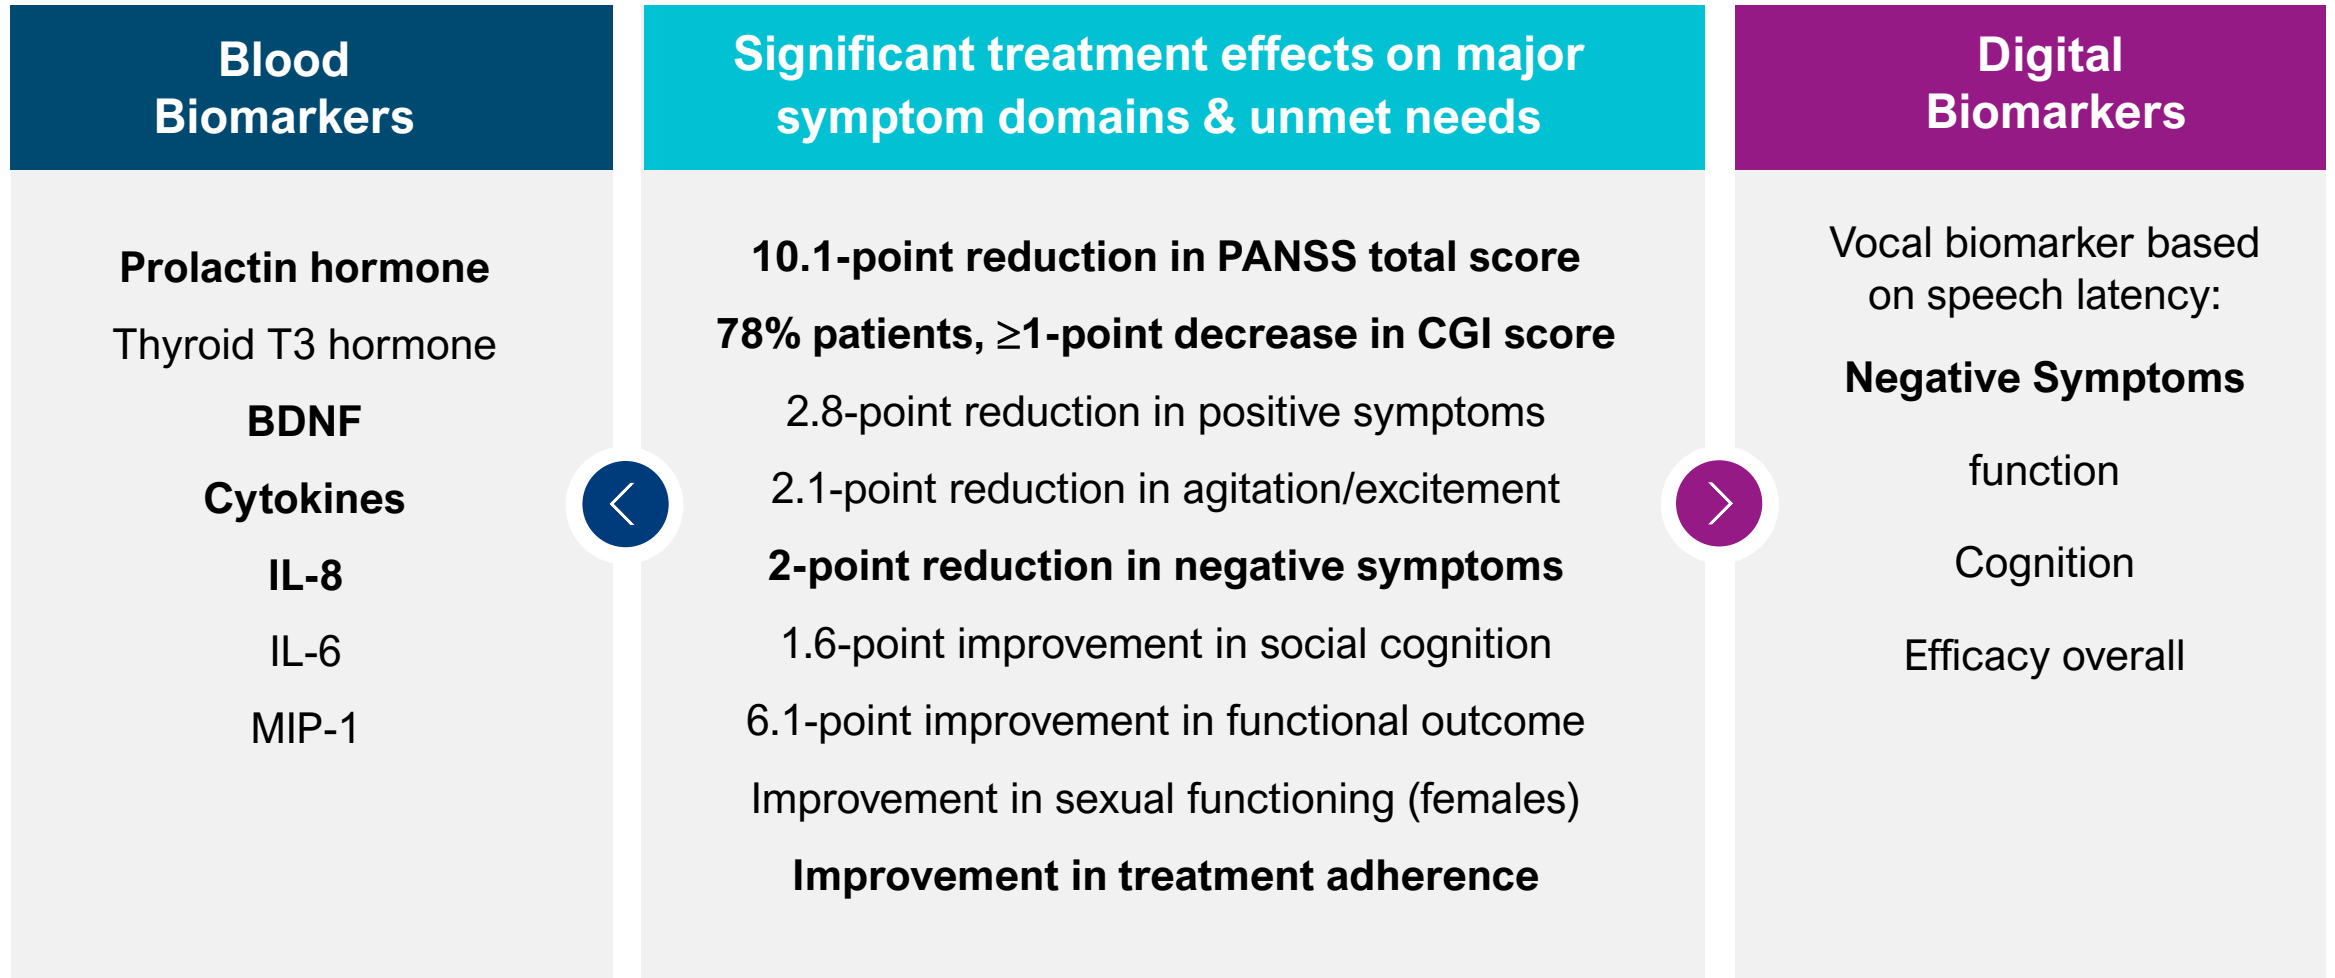 Blood
Biomarkers
Prolactin hormone
Thyroid T3 hormone
BDNF
Cytokines
IL-8
IL-6
MIP-1
Significant treatment effects on major
symptom domains & unmet needs
10.1-point reduction in PANSS total score
78% patients, ≥1-point decrease in CGI score
2.8-point reduction in positive symptoms
2.1-point reduction in agitation/excitement
2-point reduction in negative symptoms
1.6-point improvement in social cognition
6.1-point improvement in functional outcome
Improvement in sexual functioning (females)
Improvement in treatment adherence
Digital
Biomarkers
Vocal biomarker based
on speech latency:
Negative Symptoms
function
Cognition
Efficacy overall